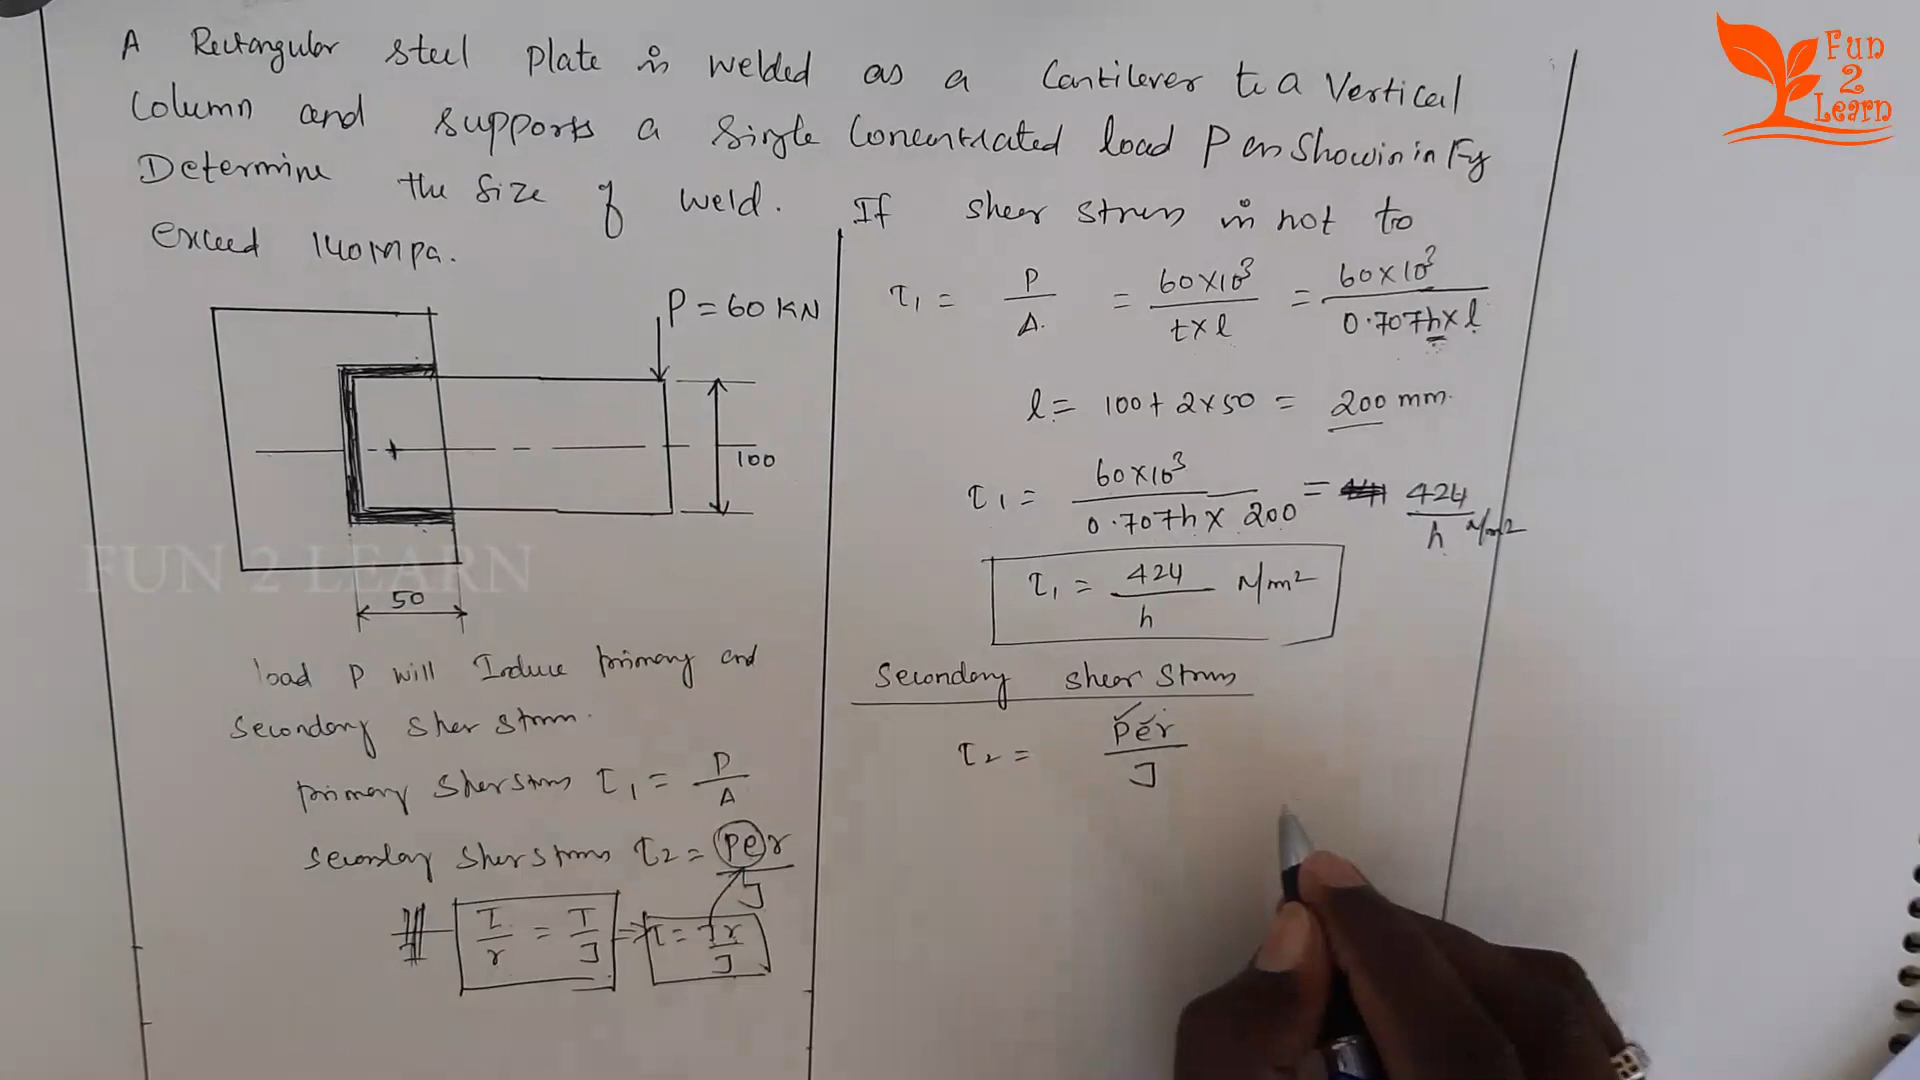 A Rectangular steel plate is welded as a Cantilever to a Vertical
Column and supports a single Concentrated load P as Shown in Fig
Determine the size of weld. If shear stress is not to
exceed 140 Mpa.
P = 60 KN
100
50
load P will Induce primary and
secondary sher stress.
primary sher stress τ1 = P/A
secondary sher stress τ2 = per/J
τ/r = T/J ⇒ τ = Tr/J
τ1 = P/A. = 60×10³/t×l = 60×10³/0.707h×l
l = 100 + 2×50 = 200 mm.
τ1 = 60×10³/0.707h × 200 = 424/h N/mm2
τ1 = 424/h N/mm2
Secondary shear stress
τ2 = per/J
Fun
2
Learn
FUN 2 LEARN